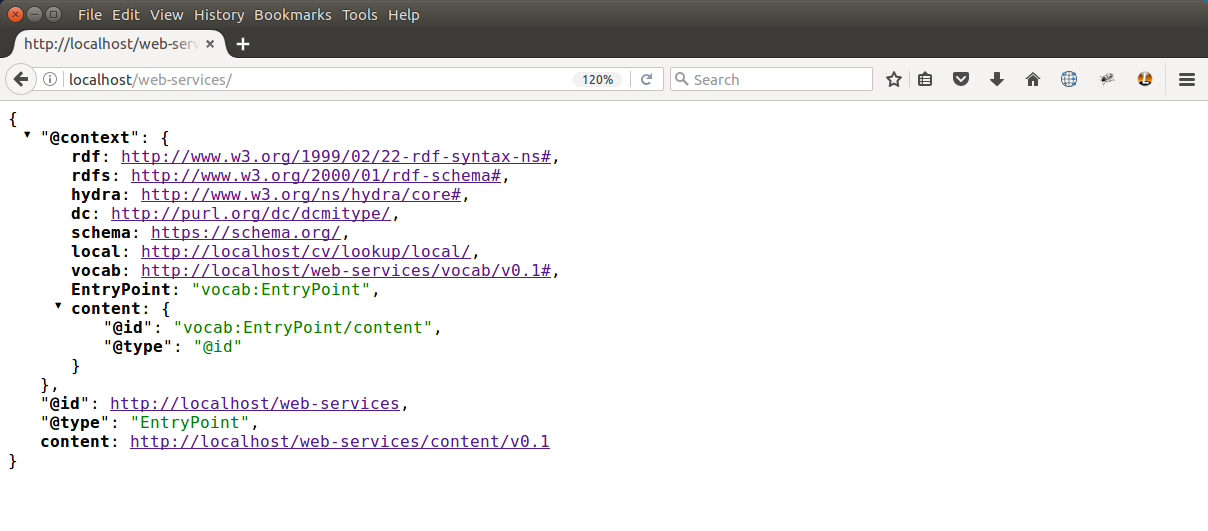 File Edit View History Bookmarks Tools Help
http://localhost/web-serv
localhost/web-services/ 120% Search
{
"@context": {
rdf: http://www.w3.org/1999/02/22-rdf-syntax-ns#,
rdfs: http://www.w3.org/2000/01/rdf-schema#,
hydra: http://www.w3.org/ns/hydra/core#,
dc: http://purl.org/dc/dcmitype/,
schema: https://schema.org/,
local: http://localhost/cv/lookup/local/,
vocab: http://localhost/web-services/vocab/v0.1#,
EntryPoint: "vocab:EntryPoint",
content: {
"@id": "vocab:EntryPoint/content",
"@type": "@id"
}
},
"@id": http://localhost/web-services,
"@type": "EntryPoint",
content: http://localhost/web-services/content/v0.1
}